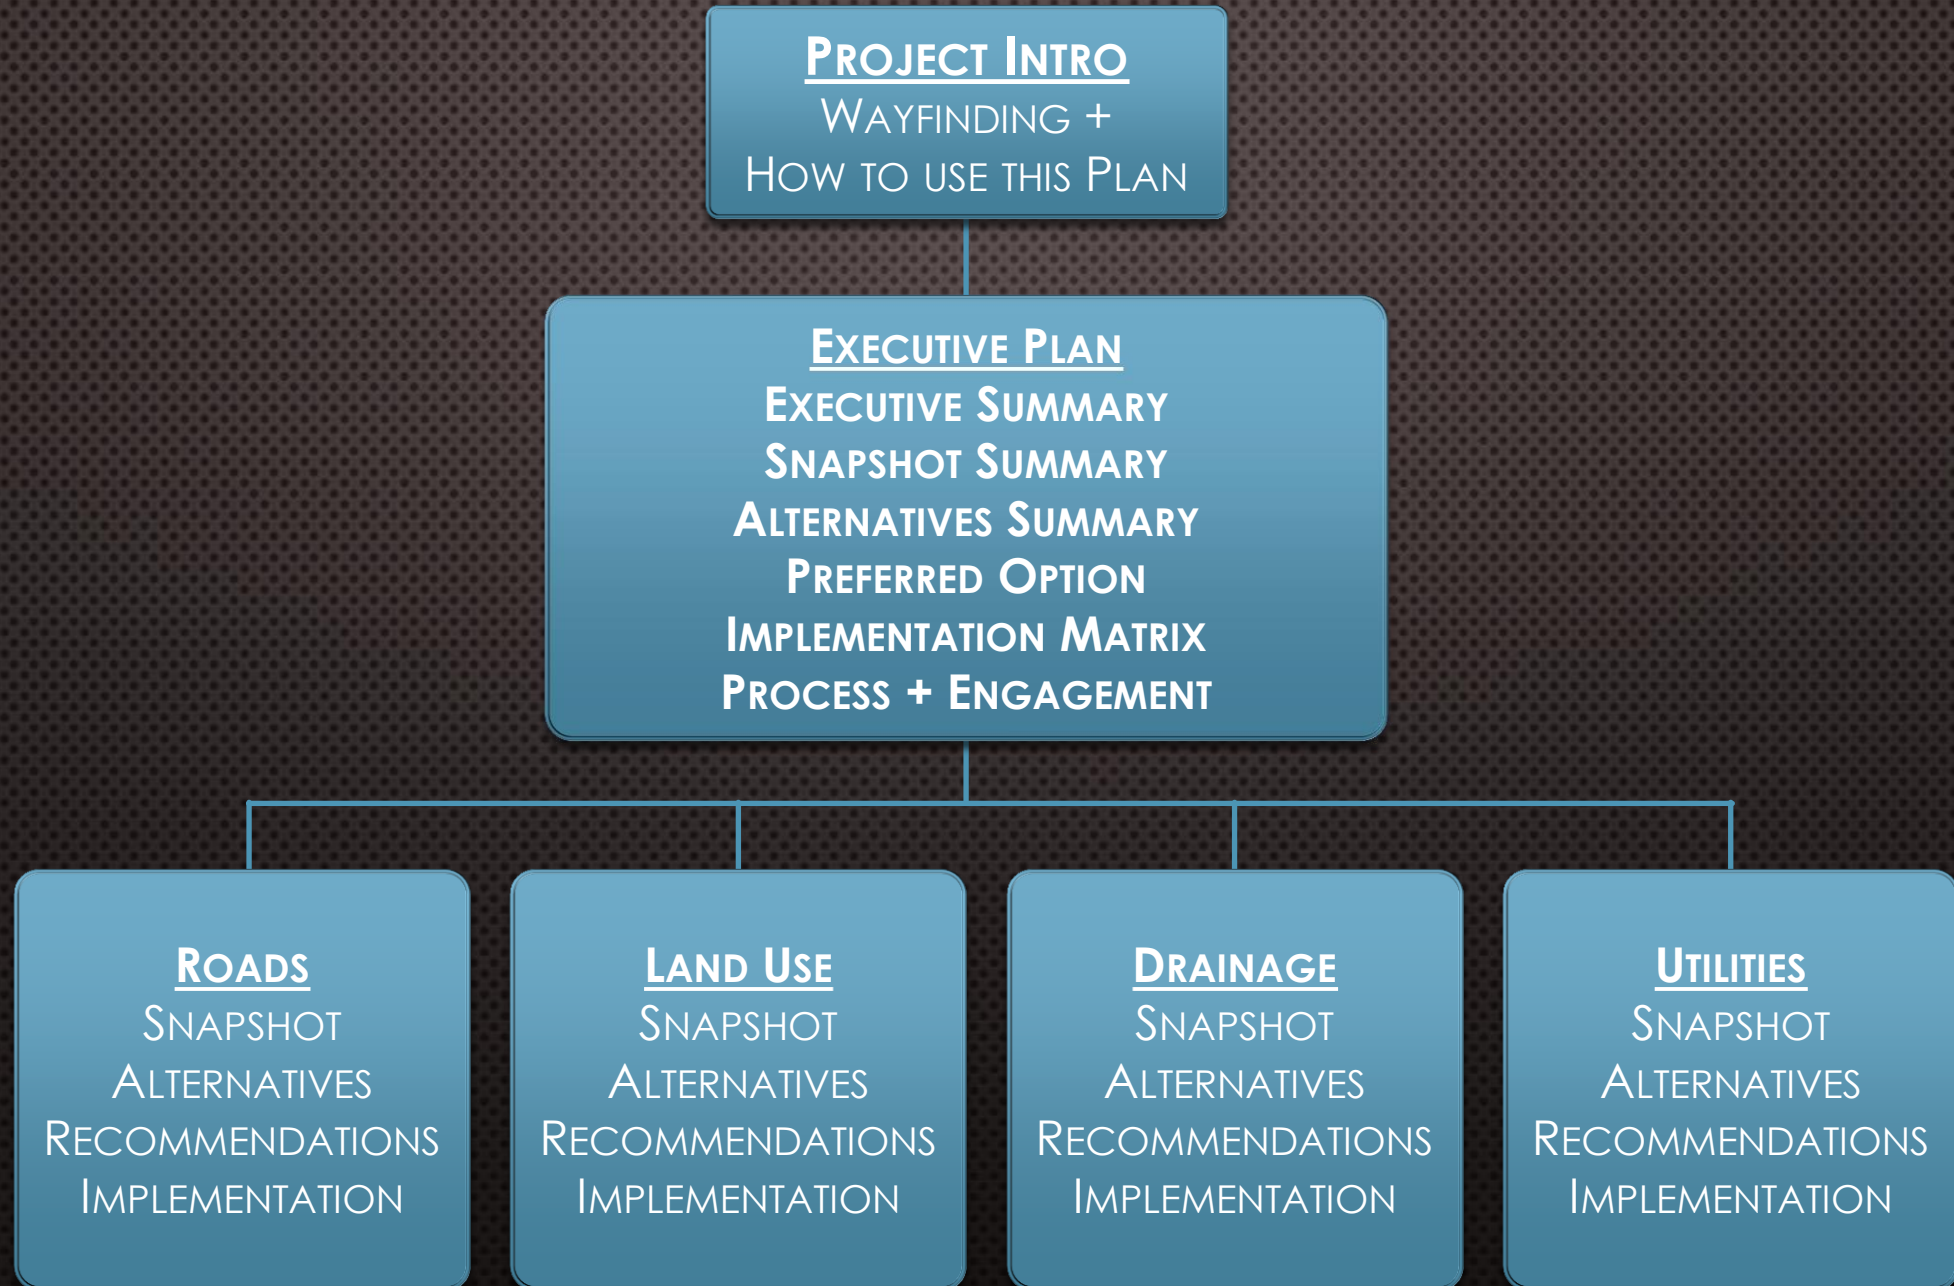 Project Intro
Wayfinding +
How to use this Plan
Executive Plan
Executive Summary
Snapshot Summary
Alternatives Summary
Preferred Option
Implementation Matrix
Process + Engagement
Roads
Snapshot
Alternatives
Recommendations
Implementation
Land Use
Snapshot
Alternatives
Recommendations
Implementation
Drainage
Snapshot
Alternatives
Recommendations
Implementation
Utilities
Snapshot
Alternatives
Recommendations
Implementation